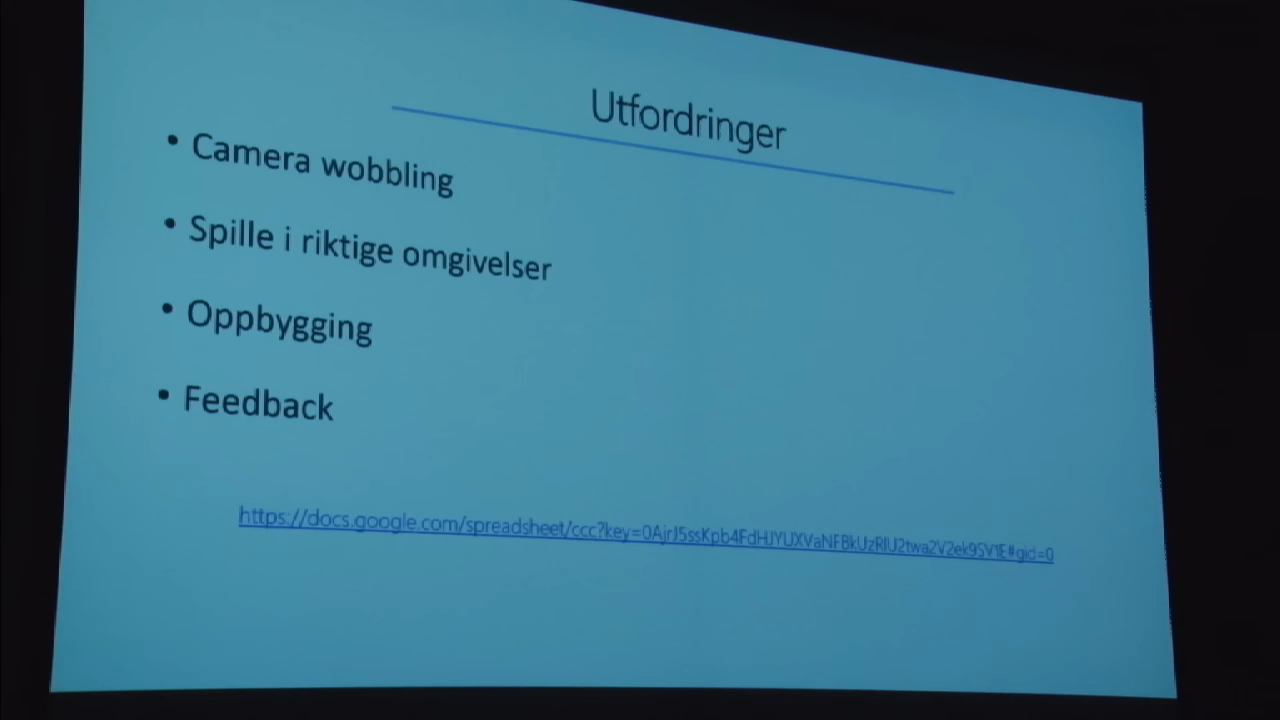 Utfordringer
• Camera wobbling
• Spille i riktige omgivelser
• Oppbygging
• Feedback